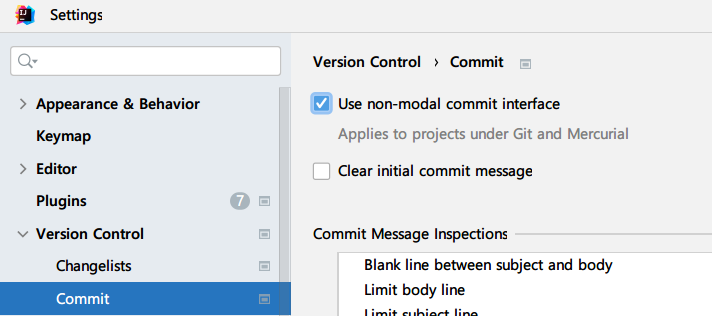 Settings
Appearance & Behavior
Keymap
Editor
Plugins 7
Version Control
Changelists
Commit
Version Control › Commit
Use non-modal commit interface
Applies to projects under Git and Mercurial
Clear initial commit message
Commit Message Inspections
Blank line between subject and body
Limit body line
Limit subject line